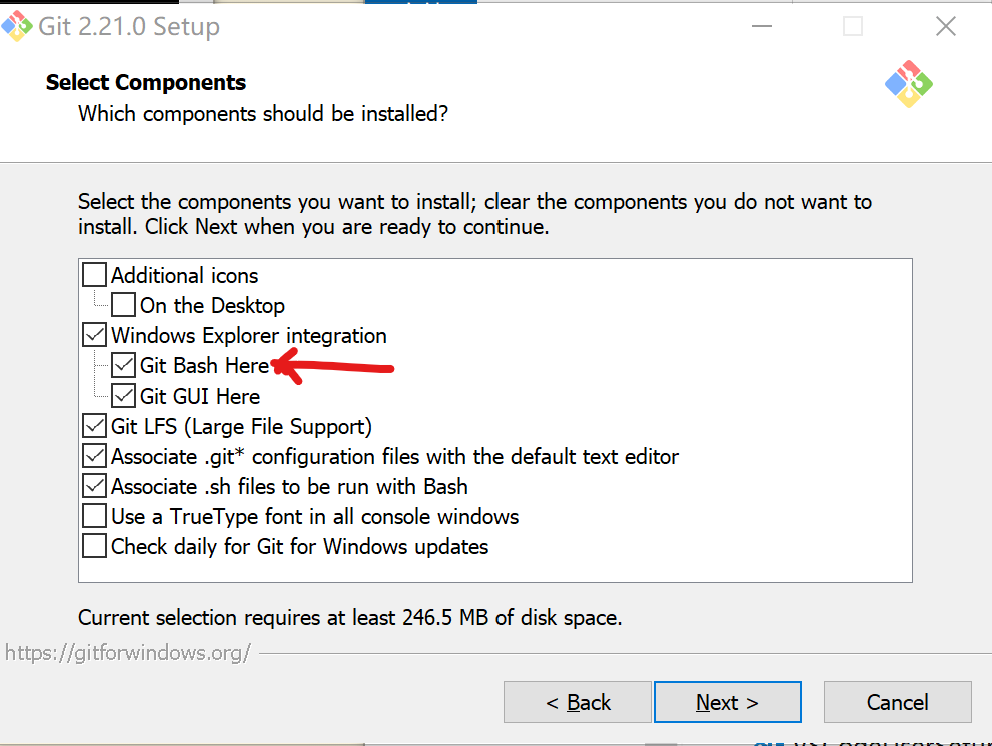 Git 2.21.0 Setup
Select Components
Which components should be installed?
Select the components you want to install; clear the components you do not want to
install. Click Next when you are ready to continue.
Additional icons
On the Desktop
Windows Explorer integration
Git Bash Here
Git GUI Here
Git LFS (Large File Support)
Associate .git* configuration files with the default text editor
Associate .sh files to be run with Bash
Use a TrueType font in all console windows
Check daily for Git for Windows updates
Current selection requires at least 246.5 MB of disk space.
https://gitforwindows.org/
< Back
Next >
Cancel